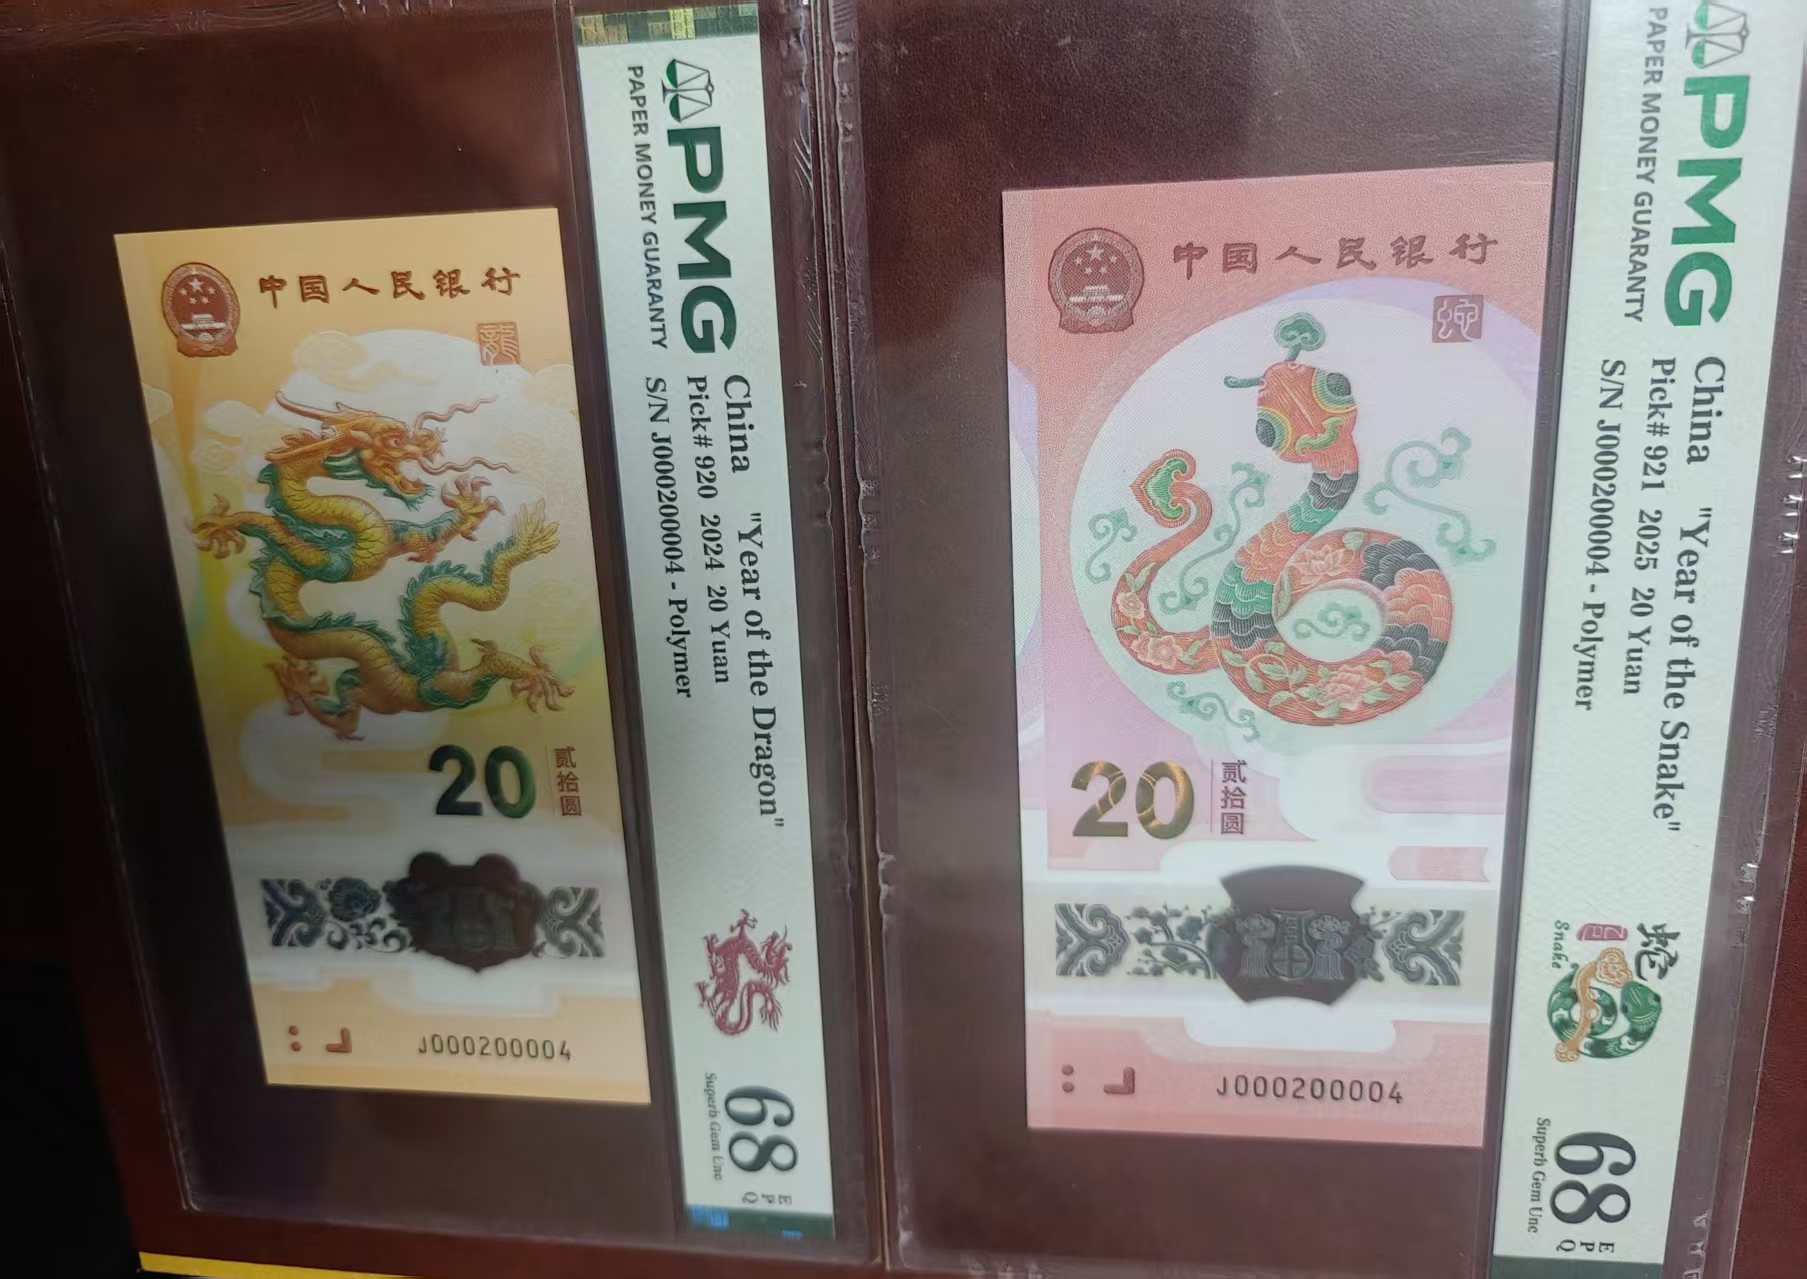 中国人民银行
龍
20
贰拾圆
J000200004
PMG
PAPER MONEY GUARANTY
China "Year of the Dragon"
Pick# 920 2024 20 Yuan
S/N J000200004 - Polymer
68
EPQ
Superb Gem Unc
中国人民银行
蛇
20
贰拾圆
J000200004
PMG
PAPER MONEY GUARANTY
China "Year of the Snake"
Pick# 921 2025 20 Yuan
S/N J000200004 - Polymer
蛇
Snake
68
EPQ
Superb Gem Unc